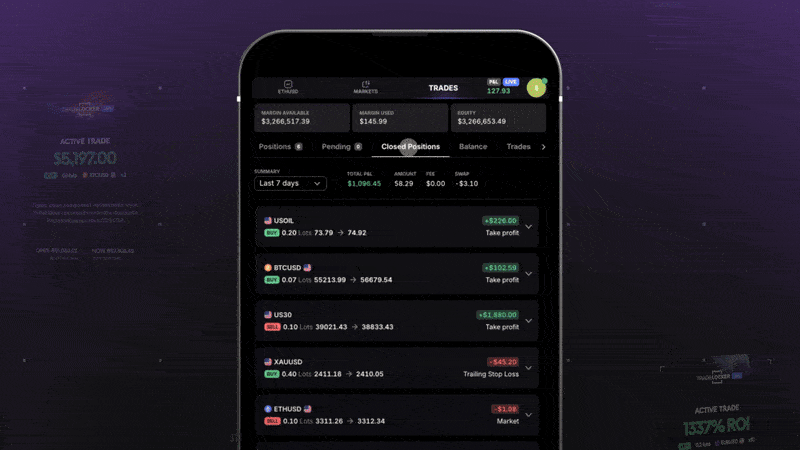 ETHUSD
MARKETS
TRADES
P&L LIVE
127.93
MARGIN AVAILABLE
$3,266,517.39
MARGIN USED
$145.99
EQUITY
$3,266,653.49
Positions 6
Pending 0
Closed Positions
Balance
Trades
SUMMARY
Last 7 days
TOTAL P&L
$1,096.45
AMOUNT
58.29
FEE
$0.00
SWAP
-$3.10
USOIL
+$226.00
BUY 0.20 Lots 73.79 → 74.92
Take profit
BTCUSD
+$102.59
BUY 0.07 Lots 55213.99 → 56679.54
Take profit
US30
+$1,880.00
SELL 0.10 Lots 39021.43 → 38833.43
Take profit
XAUUSD
-$45.20
BUY 0.40 Lots 2411.18 → 2410.05
Trailing Stop Loss
ETHUSD
-$1.08
SELL 0.10 Lots 3311.26 → 3312.34
Market
ACTIVE TRADE
$5,197.00
TRADELOCKER
ACTIVE TRADE
1337% ROI